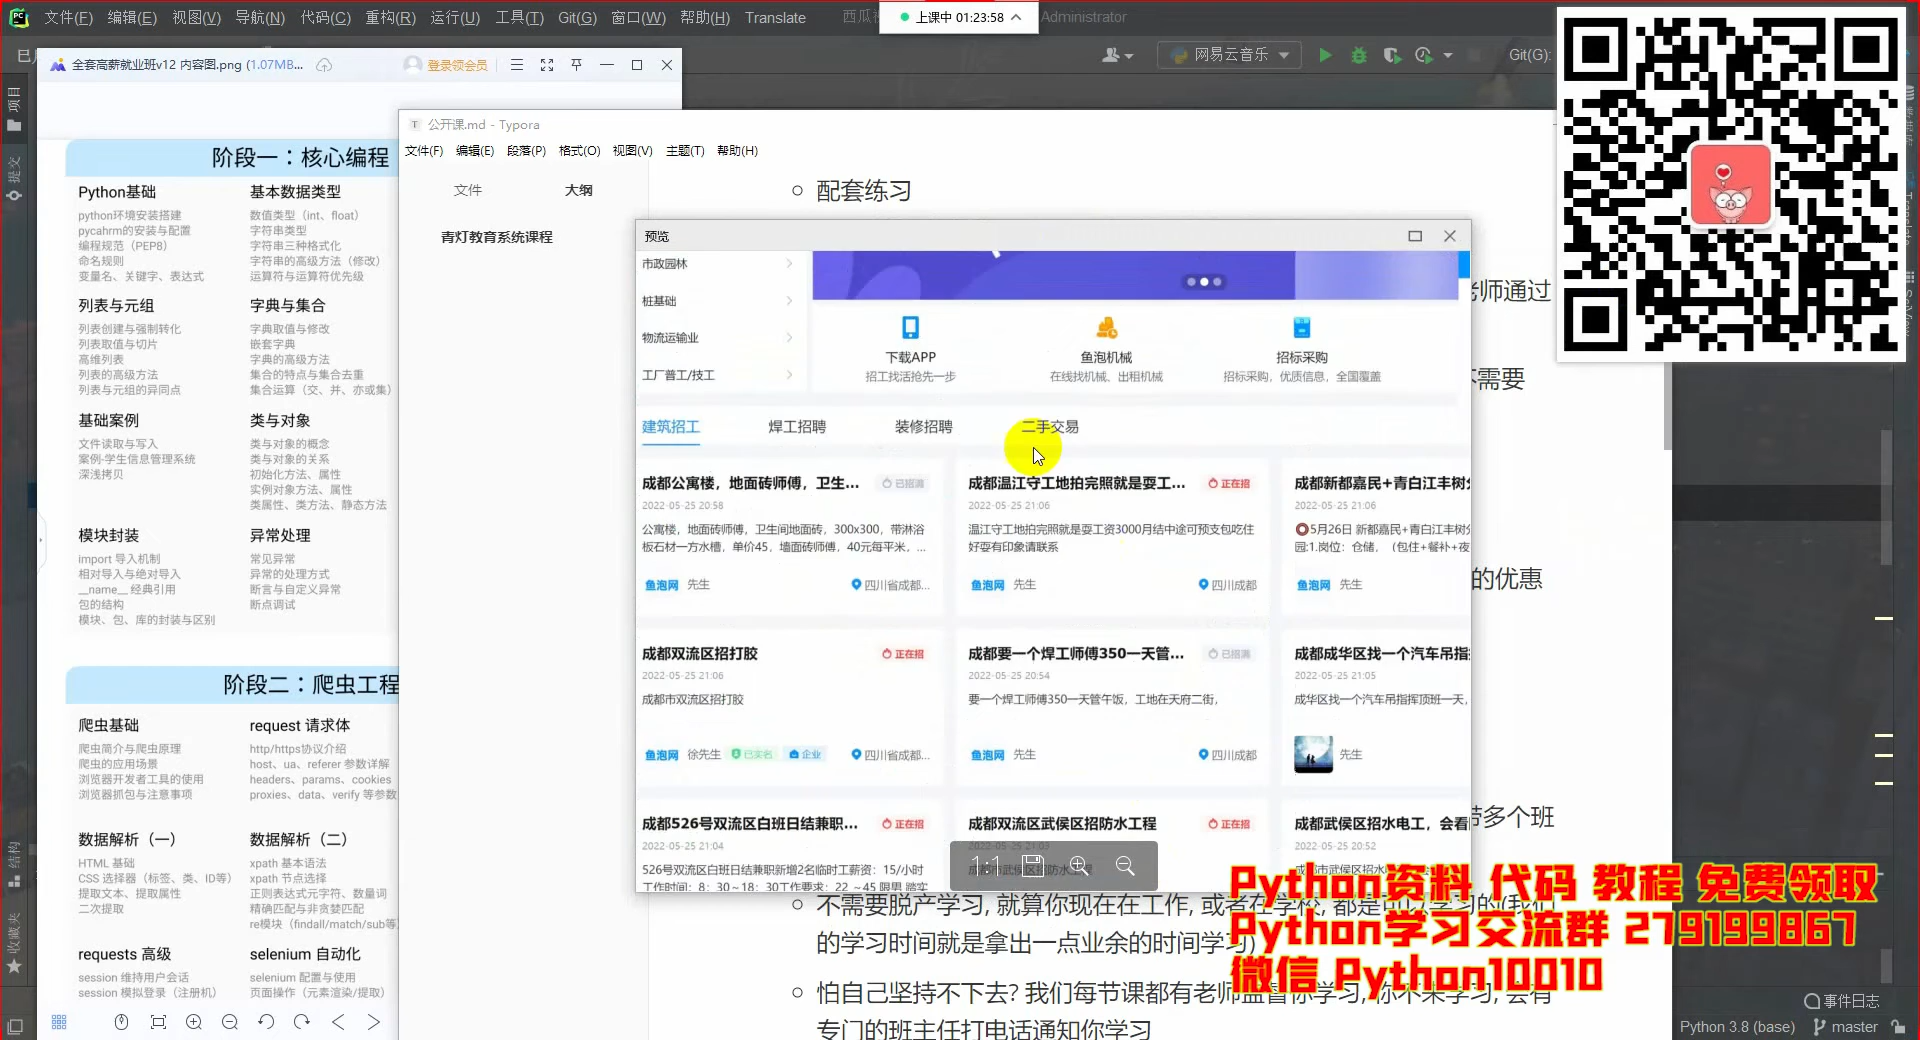 文件(F) 编辑(E) 视图(V) 导航(N) 代码(C) 重构(R) 运行(U) 工具(T) Git(G) 窗口(W) 帮助(H) Translate
上课中 01:23:58
Administrator
网易云音乐
Git(G):
全套高薪就业班v12 内容图.png (1.07MB...
登录领会员
项目
提交
结构
收藏夹
阶段一：核心编程
Python基础
python环境安装搭建
pycahrm的安装与配置
编程规范（PEP8）
命名规则
变量名、关键字、表达式
基本数据类型
数值类型（int、float）
字符串类型
字符串三种格式化
字符串的高级方法（修改）
运算符与运算符优先级
列表与元组
列表创建与强制转化
列表取值与切片
高维列表
列表的高级方法
列表与元组的异同点
字典与集合
字典取值与修改
嵌套字典
字典的高级方法
集合的特点与集合去重
集合运算（交、并、亦或集）
基础案例
文件读取与写入
案例-学生信息管理系统
深浅拷贝
类与对象
类与对象的概念
类与对象的关系
初始化方法、属性
实例对象方法、属性
类属性、类方法、静态方法
模块封装
import 导入机制
相对导入与绝对导入
__name__ 经典引用
包的结构
模块、包、库的封装与区别
异常处理
常见异常
异常的处理方式
断言与自定义异常
断点调试
阶段二：爬虫工程
爬虫基础
爬虫简介与爬虫原理
爬虫的应用场景
浏览器开发者工具的使用
浏览器抓包与注意事项
request 请求体
http/https协议介绍
host、ua、referer 参数详解
headers、params、cookies
proxies、data、verify 等参数
数据解析（一）
HTML 基础
CSS 选择器（标签、类、ID等）
提取文本、提取属性
二次提取
数据解析（二）
xpath 基本语法
xpath 节点选择
正则表达式元字符、数量词
精确匹配与非贪婪匹配
re模块（findall/match/sub等）
requests 高级
session 维持用户会话
session 模拟登录（注册机）
selenium 自动化
selenium 配置与使用
页面操作（元素渲染/提取）
公开课.md - Typora
文件(F) 编辑(E) 段落(P) 格式(O) 视图(V) 主题(T) 帮助(H)
文件 大纲
青灯教育系统课程
配套练习
老师通过
不需要
的优惠
带多个班
预览
市政园林
桩基础
物流运输业
工厂普工/技工
下载APP
招工找活抢先一步
鱼泡机械
在线找机械、出租机械
招标采购
招标采购，优质信息，全国覆盖
建筑招工 焊工招聘 装修招聘 二手交易
成都公寓楼，地面砖师傅，卫生... 已招满
2022-05-25 20:58
公寓楼，地面砖师傅，卫生间地面砖，300x300，带淋浴
板石材一方水槽，单价45，墙面砖师傅，40元每平米，...
鱼泡网 先生 四川省成都...
成都温江守工地拍完照就是耍工... 正在招
2022-05-25 21:06
温江守工地拍完照就是耍工资3000月结中途可预支包吃住
好耍有印象请联系
鱼泡网 先生 四川成都
成都新都嘉民+青白江丰树
2022-05-25 21:06
5月26日 新都嘉民+青白江丰树
园:1.岗位：仓储，（包住+餐补+夜
鱼泡网 先生
成都双流区招打胶 正在招
2022-05-25 21:06
成都市双流区招打胶
鱼泡网 徐先生 已实名 企业 四川省成都...
成都要一个焊工师傅350一天管... 已招满
2022-05-25 20:54
要一个焊工师傅350一天管午饭，工地在天府二街，
鱼泡网 先生 四川成都
成都成华区找一个汽车吊指
2022-05-25 21:05
成华区找一个汽车吊指挥顶班一天，
先生
成都526号双流区白班日结兼职... 正在招
2022-05-25 21:04
526号双流区白班日结兼职新增2名临时工薪资：15/小时
工作时间：8：30～18：30工作要求：22 ～45 限男 踏实
成都双流区武侯区招防水工程 正在招
2022-05-25 21:03
成都市武侯区招防水工程
成都武侯区招水电工，会看
2022-05-25 20:52
1:1
不需要脱产学习, 就算你现在在工作, 或者在学校, 都是可以学习的(我们
的学习时间就是拿出一点业余的时间学习)
怕自己坚持不下去? 我们每节课都有老师监督你学习, 你不来学习, 会有
专门的班主任打电话通知你学习
Python资料 代码 教程 免费领取
Python学习交流群 279199867
微信 Python10010
事件日志
Python 3.8 (base) master